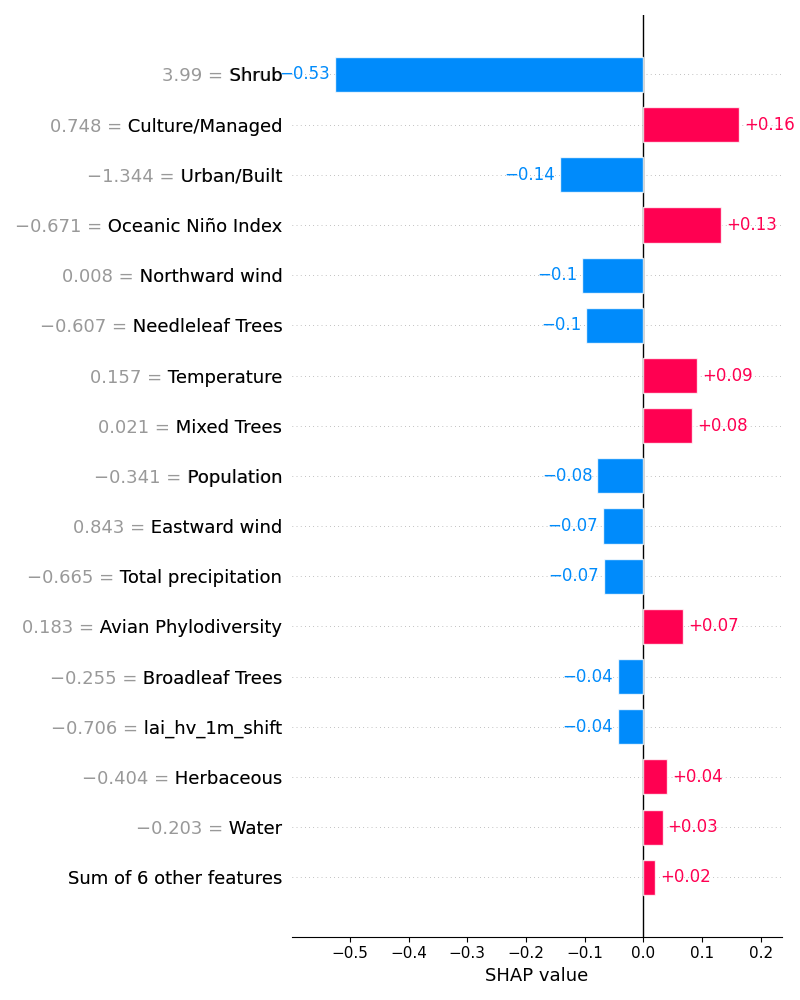 3.99 = Shrub −0.53
0.748 = Culture/Managed +0.16
−1.344 = Urban/Built −0.14
−0.671 = Oceanic Niño Index +0.13
0.008 = Northward wind −0.1
−0.607 = Needleleaf Trees −0.1
0.157 = Temperature +0.09
0.021 = Mixed Trees +0.08
−0.341 = Population −0.08
0.843 = Eastward wind −0.07
−0.665 = Total precipitation −0.07
0.183 = Avian Phylodiversity +0.07
−0.255 = Broadleaf Trees −0.04
−0.706 = lai_hv_1m_shift −0.04
−0.404 = Herbaceous +0.04
−0.203 = Water +0.03
Sum of 6 other features +0.02
−0.5 −0.4 −0.3 −0.2 −0.1 0.0 0.1 0.2
SHAP value